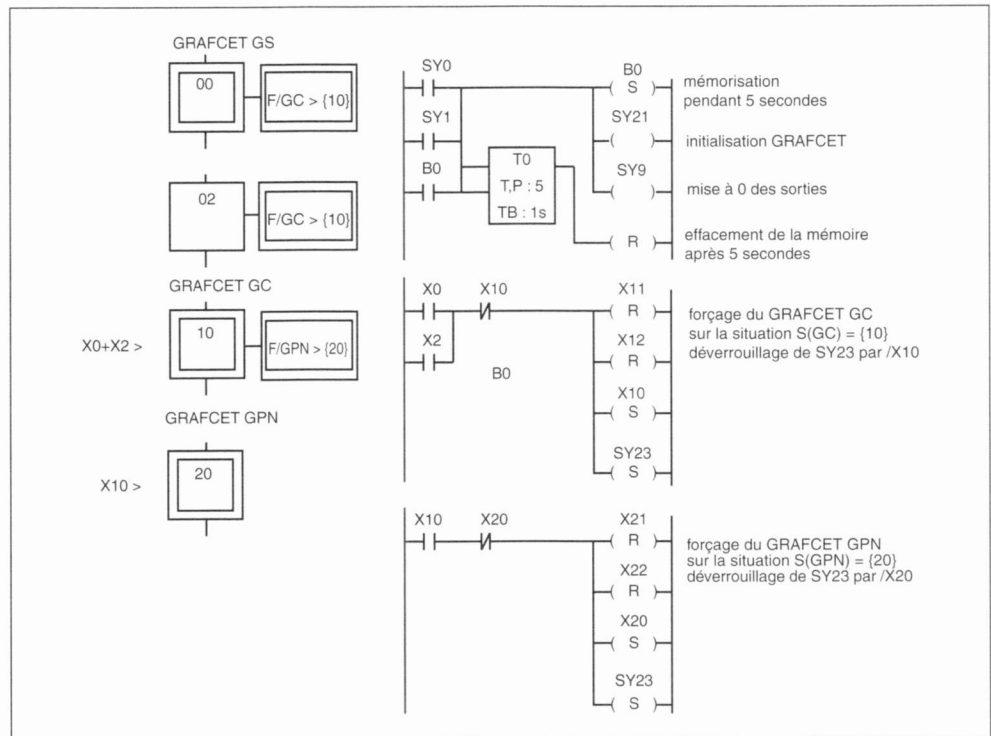 GRAFCET GS
00
F/GC > {10}
02
F/GC > {10}
GRAFCET GC
X0+X2 >
10
F/GPN > {20}
GRAFCET GPN
X10 >
20
SY0
B0
( S )
mémorisation
pendant 5 secondes
SY1
SY21
( )
initialisation GRAFCET
B0
T0
T,P : 5
TB : 1s
SY9
( )
mise à 0 des sorties
( R )
effacement de la mémoire
après 5 secondes
X0
X10
X11
( R )
X2
B0
X12
( R )
X10
( S )
SY23
( S )
forçage du GRAFCET GC
sur la situation S(GC) = {10}
déverrouillage de SY23 par /X10
X10
X20
X21
( R )
X22
( R )
X20
( S )
SY23
( S )
forçage du GRAFCET GPN
sur la situation S(GPN) = {20}
déverrouillage de SY23 par /X20